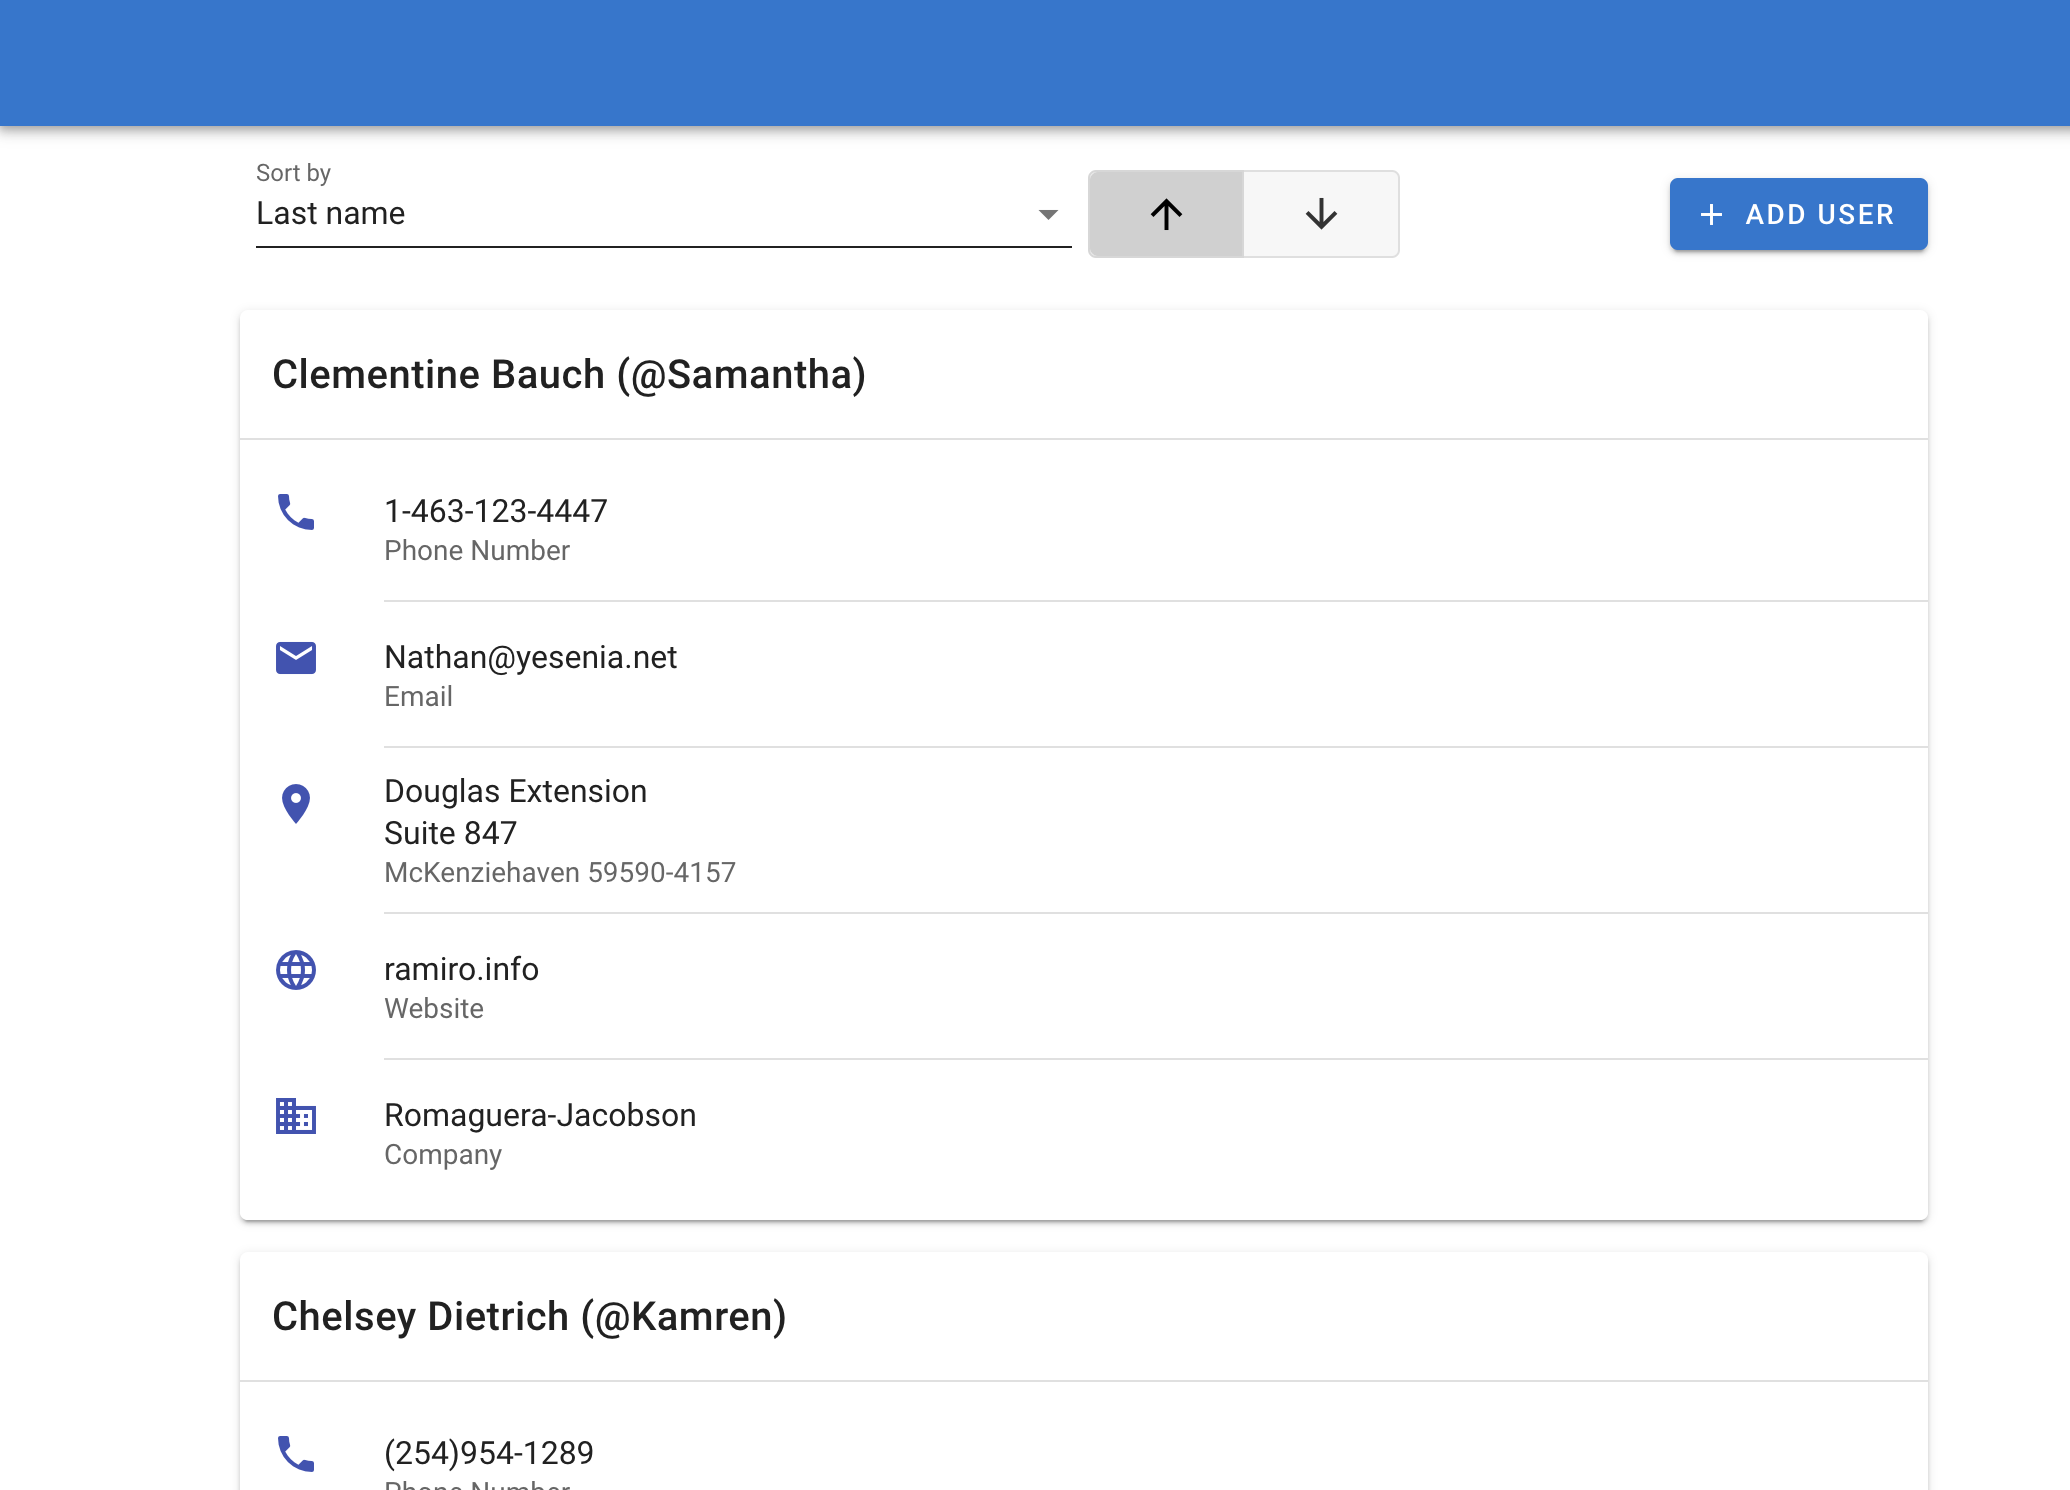 Sort by
Last name
ADD USER
Clementine Bauch (@Samantha)
1-463-123-4447
Phone Number
Nathan@yesenia.net
Email
Douglas Extension
Suite 847
McKenziehaven 59590-4157
ramiro.info
Website
Romaguera-Jacobson
Company
Chelsey Dietrich (@Kamren)
(254)954-1289
Phone Number